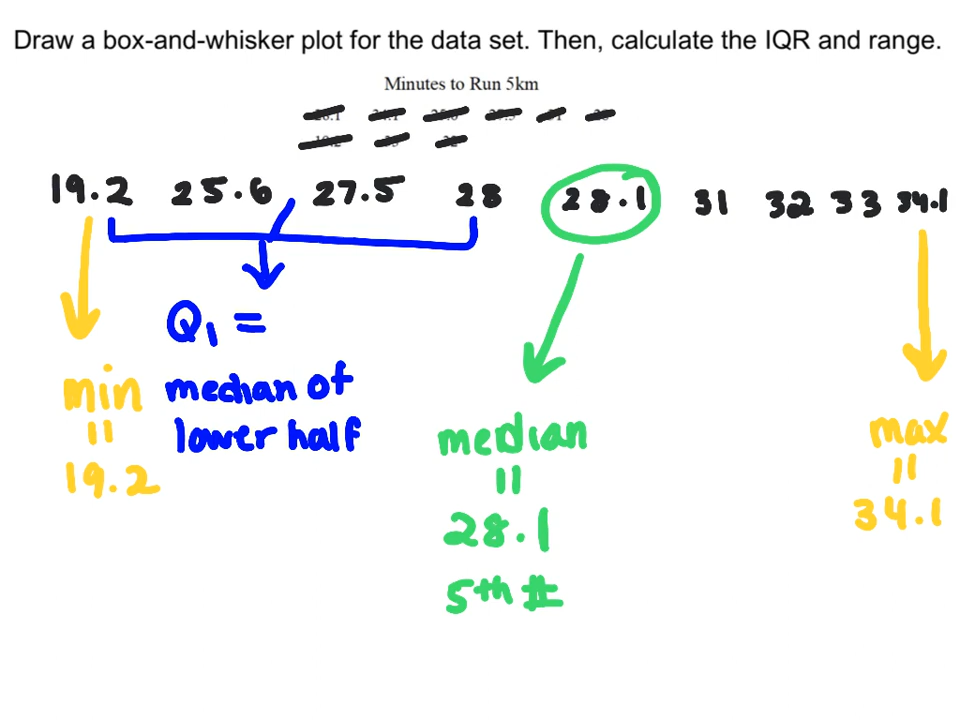 Draw a box-and-whisker plot for the data set. Then, calculate the IQR and range.
Minutes to Run 5km
19.2 25.6 27.5 28 28.1 31 32 33 34.1
Q1 =
median of
lower half
min
=
19.2
median
=
28.1
5th #
max
=
34.1